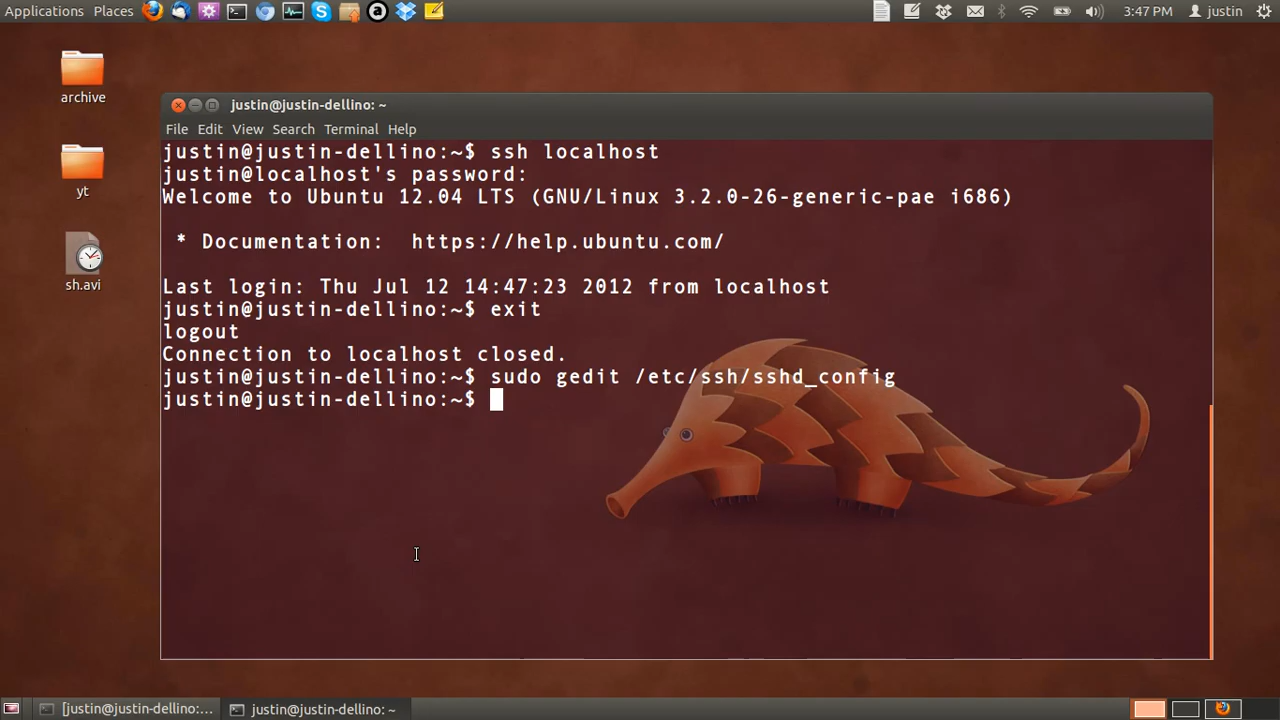 Applications Places
3:47 PM justin
archive
yt
sh.avi
justin@justin-dellino: ~
File Edit View Search Terminal Help
justin@justin-dellino:~$ ssh localhost
justin@localhost's password:
Welcome to Ubuntu 12.04 LTS (GNU/Linux 3.2.0-26-generic-pae i686)
* Documentation: https://help.ubuntu.com/
Last login: Thu Jul 12 14:47:23 2012 from localhost
justin@justin-dellino:~$ exit
logout
Connection to localhost closed.
justin@justin-dellino:~$ sudo gedit /etc/ssh/sshd_config
justin@justin-dellino:~$
[justin@justin-dellino:...
justin@justin-dellino: ~